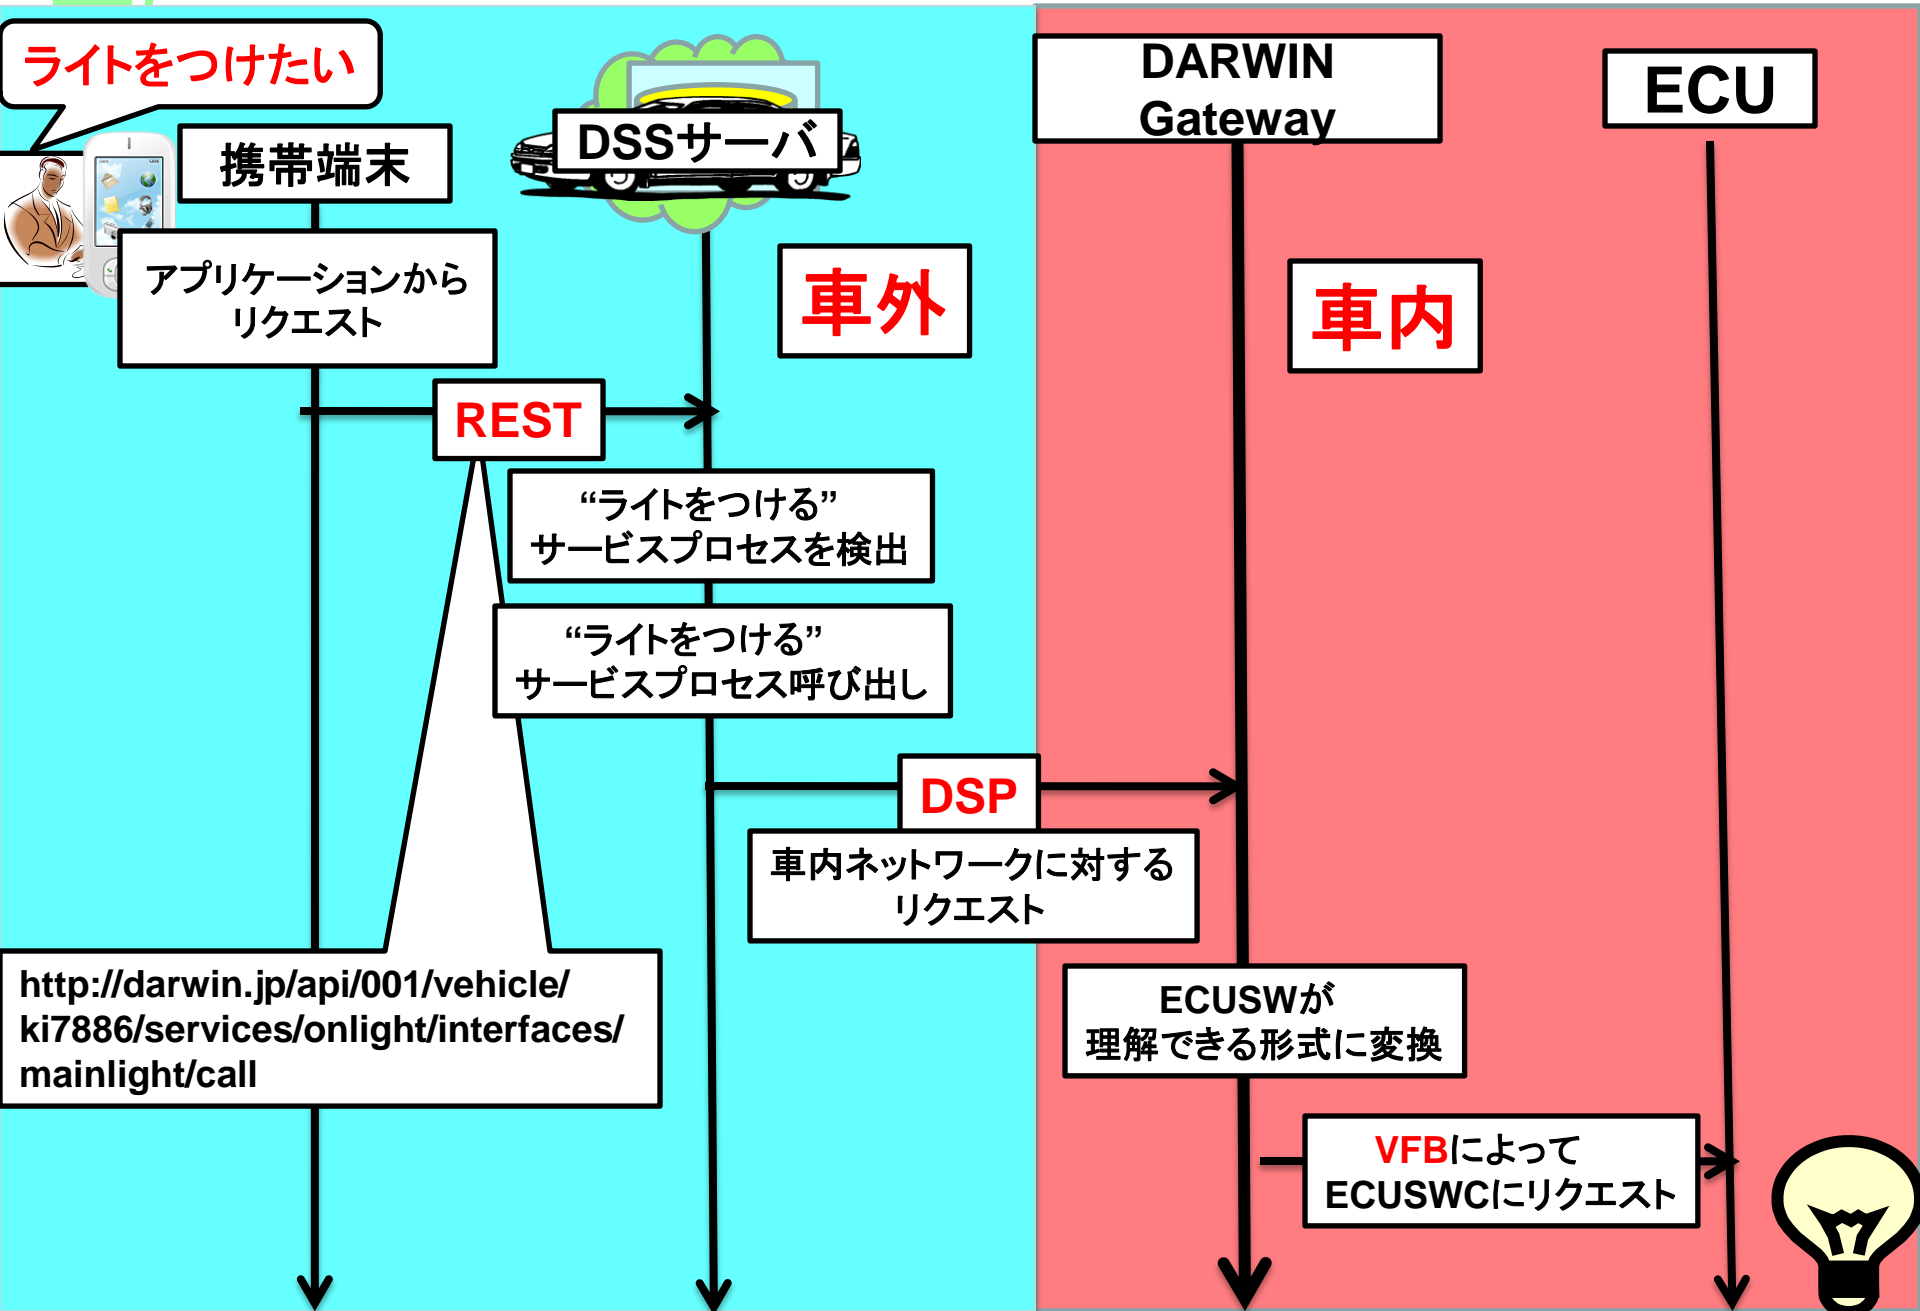 ライトをつけたい
携帯端末
DSSサーバ
DARWIN
Gateway
ECU
アプリケーションから
リクエスト
車外
車内
REST
“ライトをつける”
サービスプロセスを検出
“ライトをつける”
サービスプロセス呼び出し
DSP
車内ネットワークに対する
リクエスト
http://darwin.jp/api/001/vehicle/
ki7886/services/onlight/interfaces/
mainlight/call
ECUSWが
理解できる形式に変換
VFBによって
ECUSWCにリクエスト